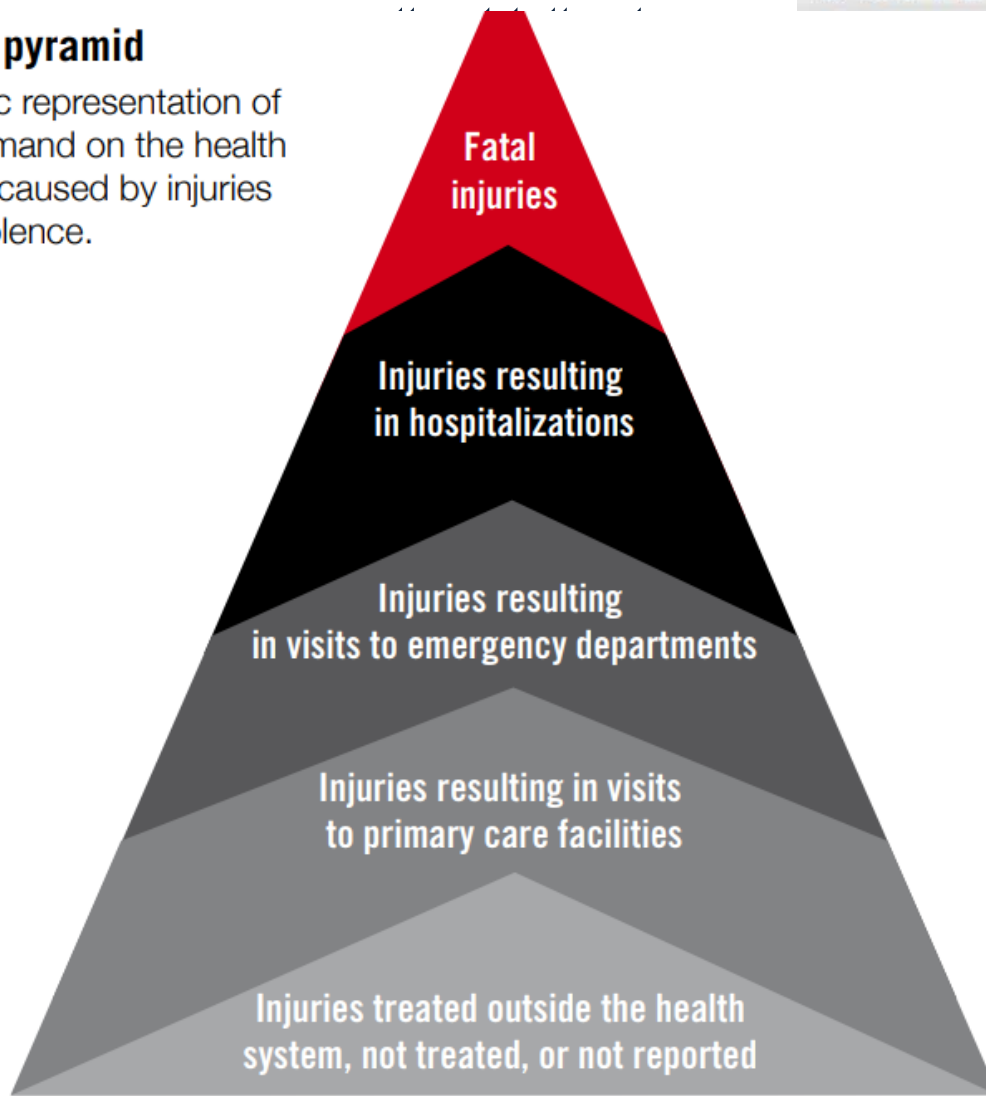 pyramid
c representation of
mand on the health
caused by injuries
lence.
Fatal
injuries
Injuries resulting
in hospitalizations
Injuries resulting
in visits to emergency departments
Injuries resulting in visits
to primary care facilities
Injuries treated outside the health
system, not treated, or not reported